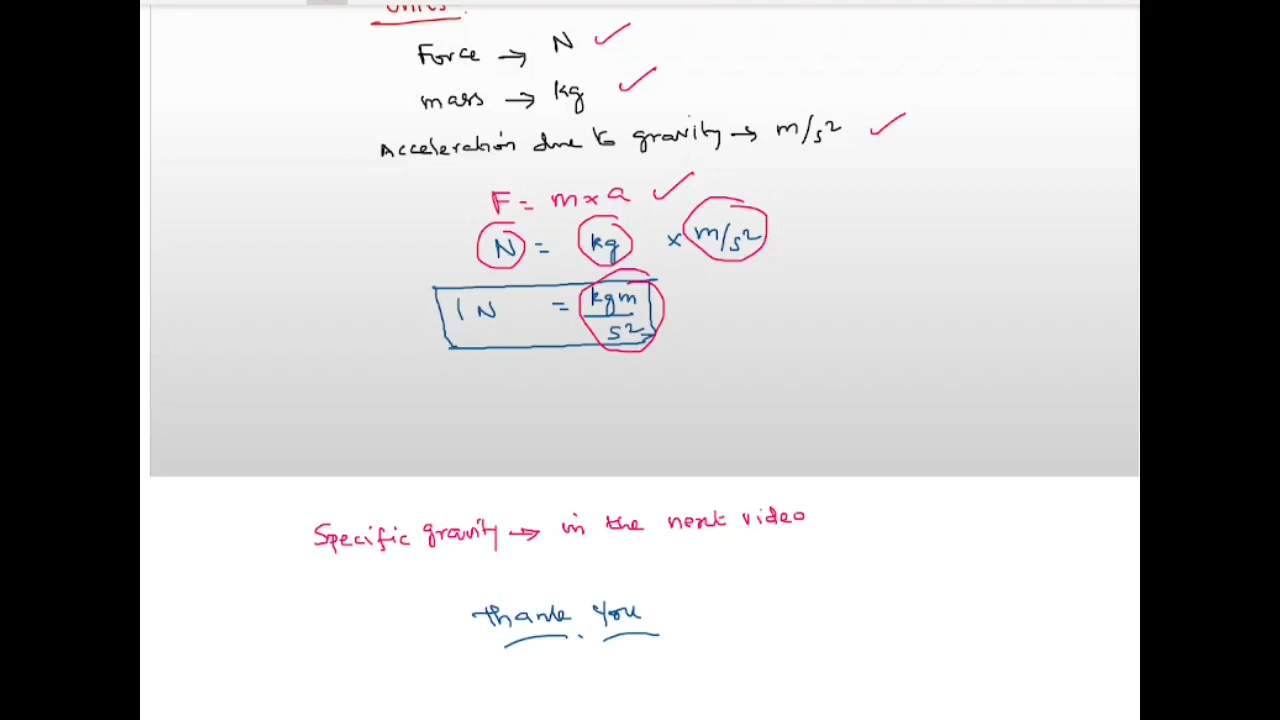 Units:
Force → N ✓
mass → kg ✓
Acceleration due to gravity → m/s² ✓
F = m×a ✓
N = kg × m/s²
1 N = kgm/s²
Specific gravity → in the next video
Thank you